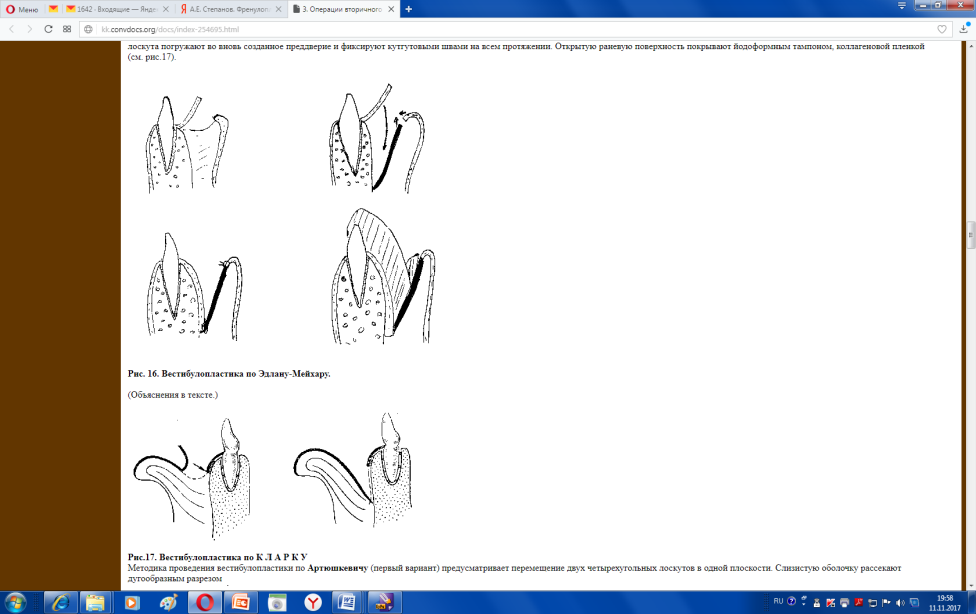 Меню
1642 - Входящие — Янде
А.Е. Степанов. Френулоп
3. Операции вторичного
kk.convdocs.org/docs/index-254695.html
лоскута погружают во вновь созданное преддверие и фиксируют кутгутовыми швами на всем протяжении. Открытую раневую поверхность покрывают йодоформным тампоном, коллагеновой пленкой
(см. рис.17).
Рис. 16. Вестибулопластика по Эдлану-Мейхару.
(Объяснения в тексте.)
Рис.17. Вестибулопластика по К Л А Р К У
Методика проведения вестибулопластики по Артюшкевичу (первый вариант) предусматривает перемещение двух четырехугольных лоскутов в одной плоскости. Слизистую оболочку рассекают
дугообразным разрезом
RU
19:58
11.11.2017